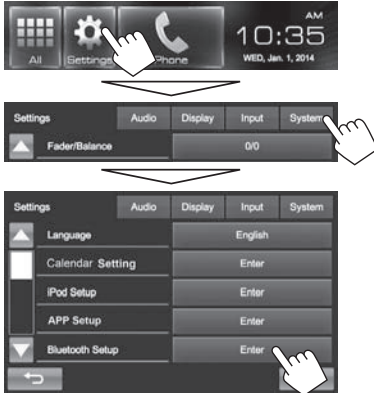 AM
10:35
All Settings Phone WED, Jan. 1, 2014
Settings Audio Display Input System
Fader/Balance 0/0
Settings Audio Display Input System
Language English
Calendar Setting Enter
iPod Setup Enter
APP Setup Enter
Bluetooth Setup Enter